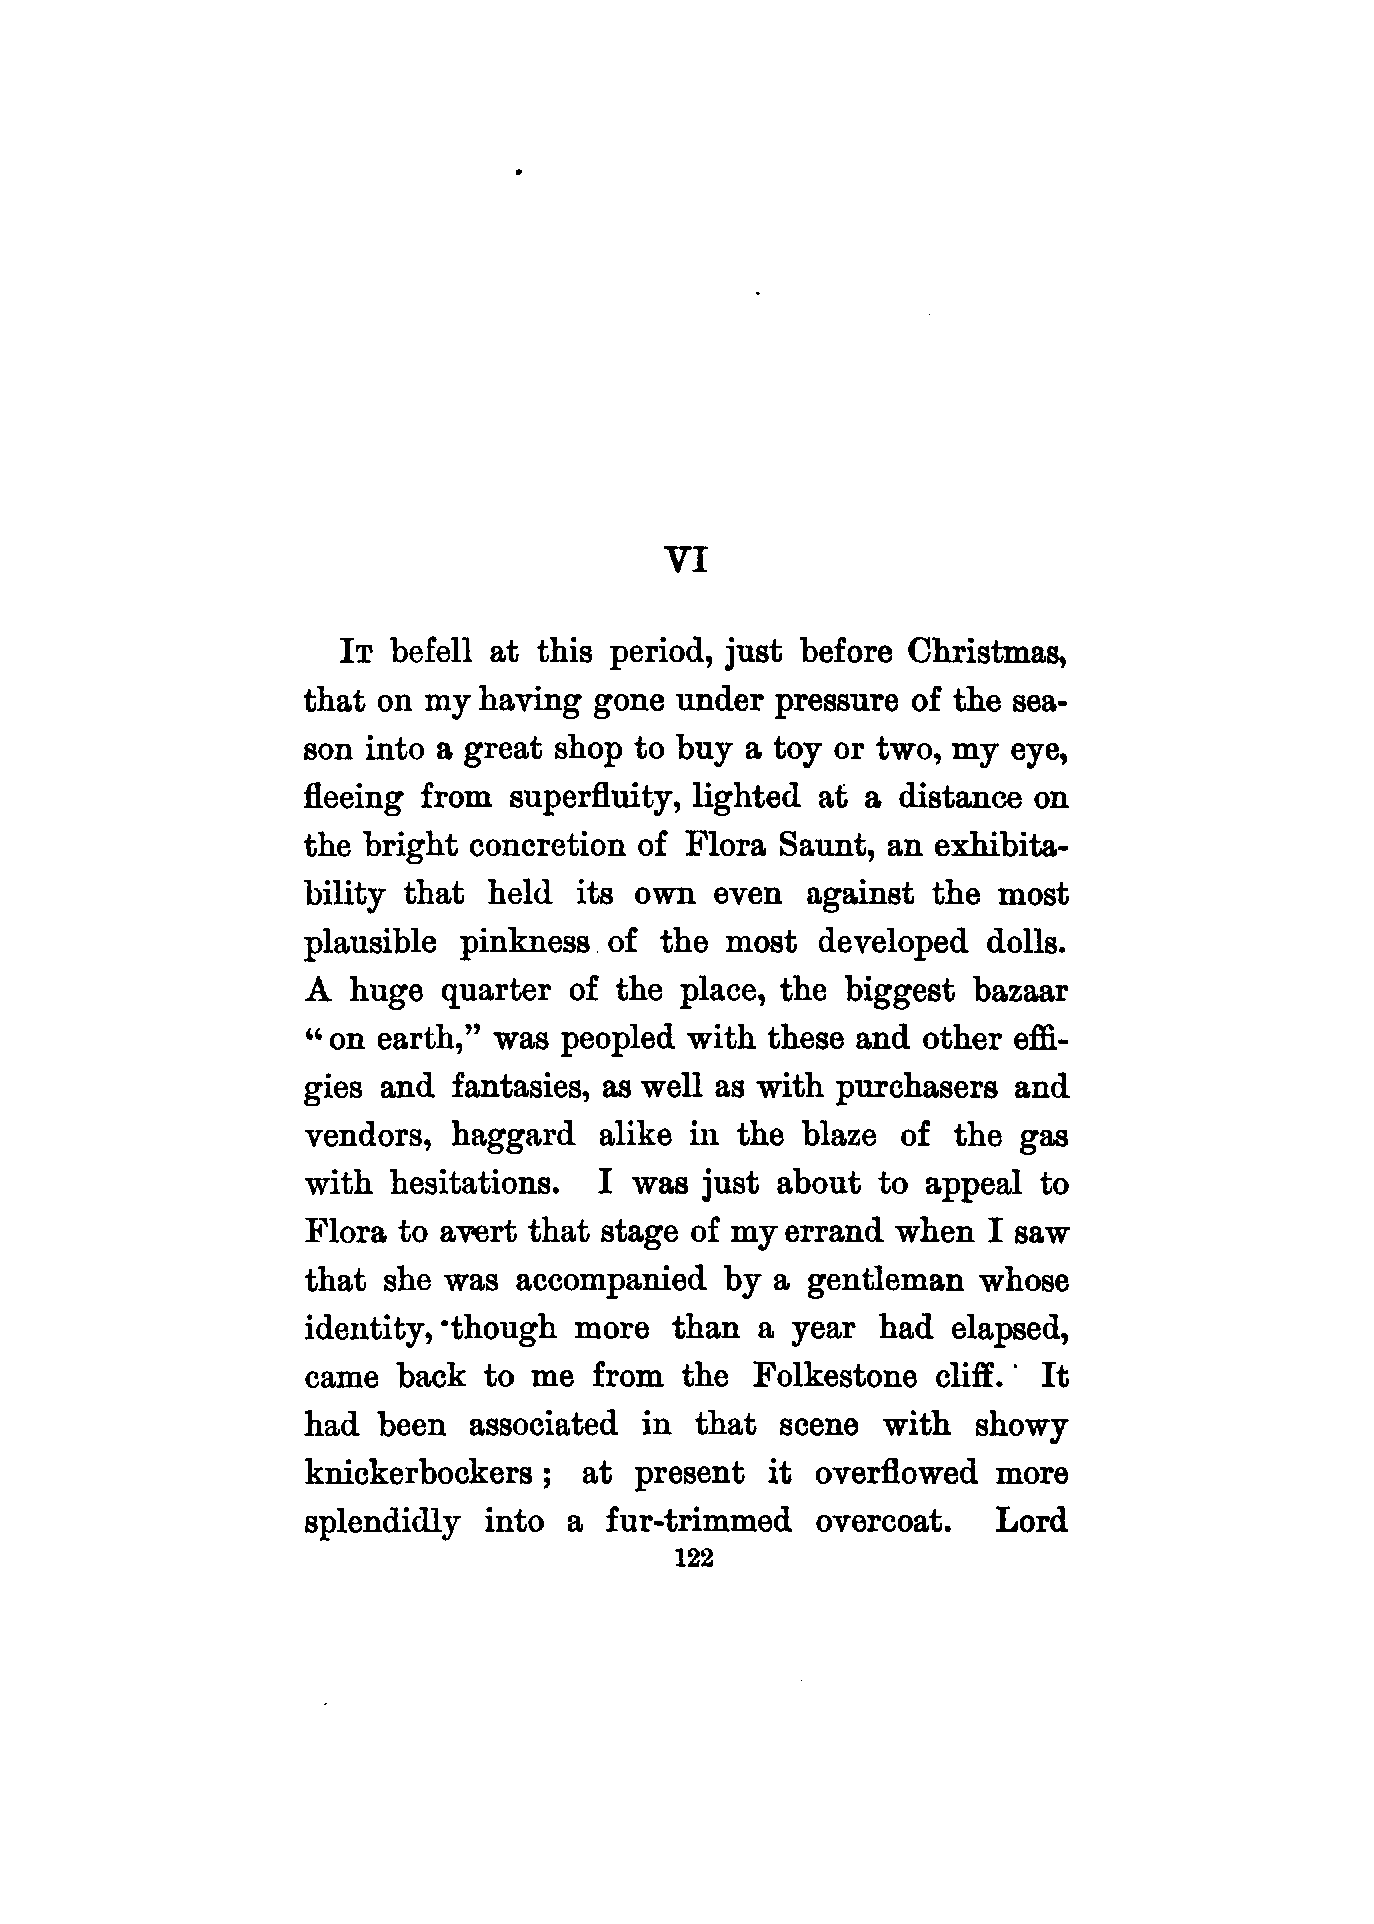 VI
IT befell at this period, just before Christmas,
that on my having gone under pressure of the sea-
son into a great shop to buy a toy or two, my eye,
fleeing from superfluity, lighted at a distance on
the bright concretion of Flora Saunt, an exhibita-
bility that held its own even against the most
plausible pinkness of the most developed dolls.
A huge quarter of the place, the biggest bazaar
“on earth,” was peopled with these and other effi-
gies and fantasies, as well as with purchasers and
vendors, haggard alike in the blaze of the gas
with hesitations. I was just about to appeal to
Flora to avert that stage of my errand when I saw
that she was accompanied by a gentleman whose
identity, though more than a year had elapsed,
came back to me from the Folkestone cliff. It
had been associated in that scene with showy
knickerbockers; at present it overflowed more
splendidly into a fur-trimmed overcoat. Lord
122